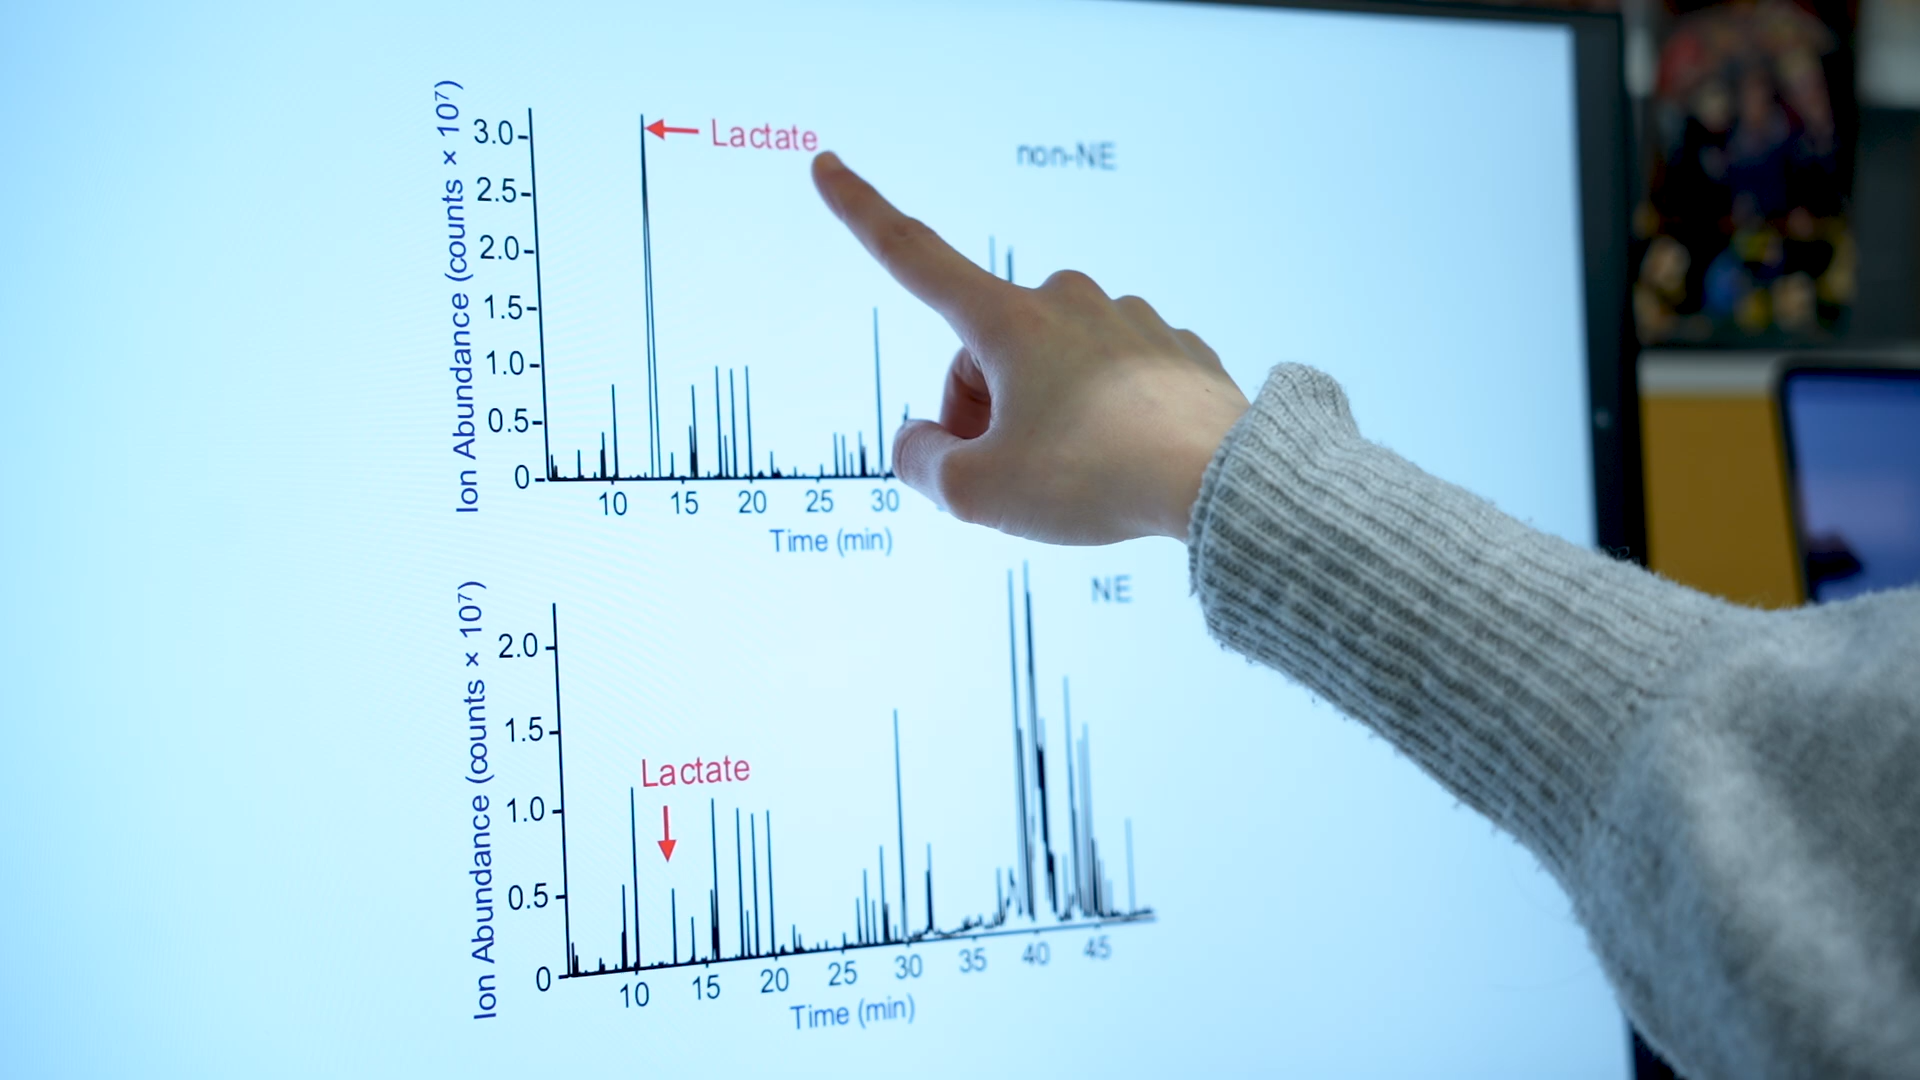 Ion Abundance (counts × 10⁷)
3.0
2.5
2.0
1.5
1.0
0.5
0
Lactate
non-NE
10 15 20 25 30
Time (min)
Ion Abundance (counts × 10⁷)
2.0
1.5
1.0
0.5
0
NE
Lactate
10 15 20 25 30 35 40 45
Time (min)